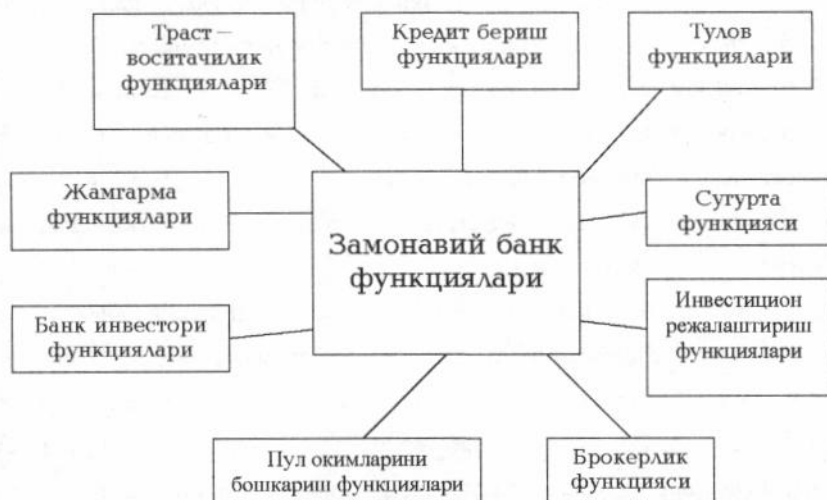 Траст –
воситачилик
функциялари
Кредит бериш
функциялари
Тулов
функциялари
Жамгарма
функциялари
Замонавий банк
функциялари
Сугурта
функцияси
Банк инвестори
функциялари
Инвестицион
режалаштириш
функциялари
Пул окимларини
бошкариш функциялари
Брокерлик
функцияси